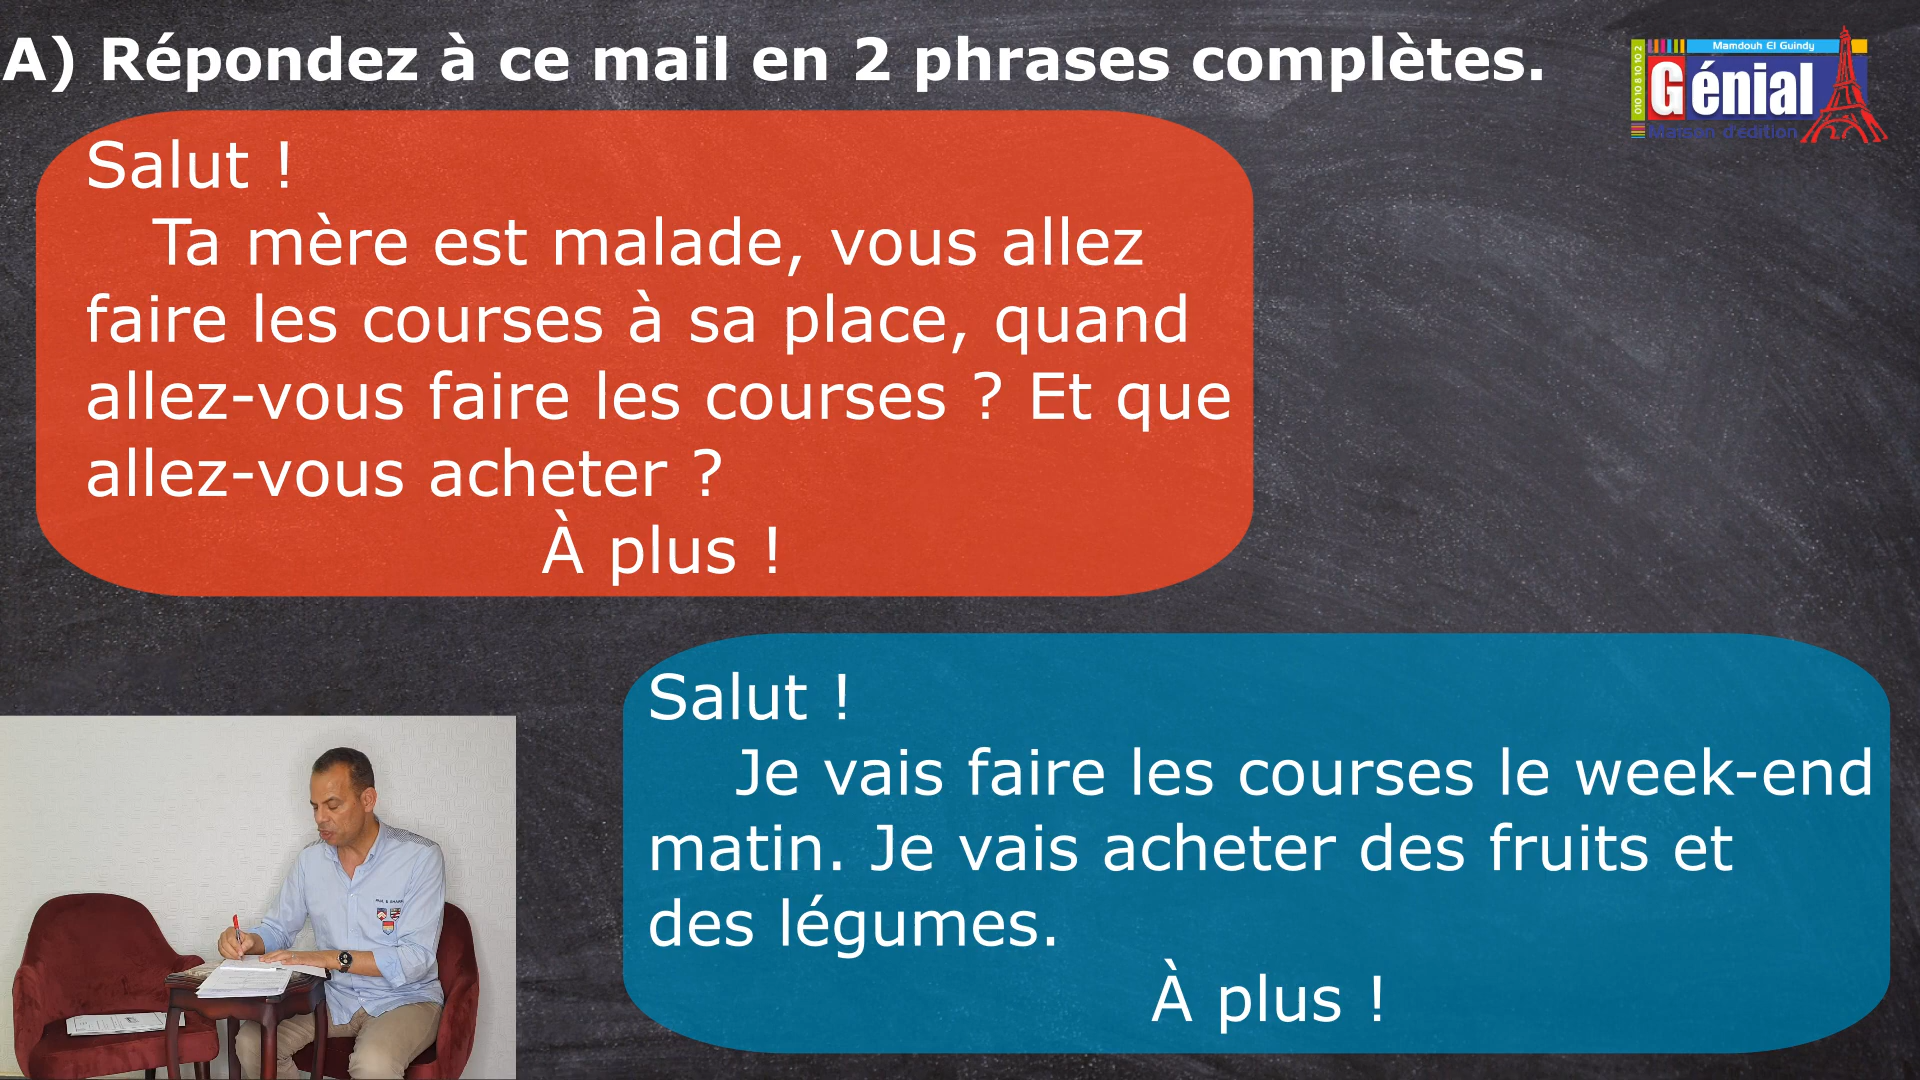 A) Répondez à ce mail en 2 phrases complètes.
Mamdouh El Guindy
Génial
Maison d'édition
Salut !
Ta mère est malade, vous allez
faire les courses à sa place, quand
allez-vous faire les courses ? Et que
allez-vous acheter ?
À plus !
Salut !
Je vais faire les courses le week-end
matin. Je vais acheter des fruits et
des légumes.
À plus !